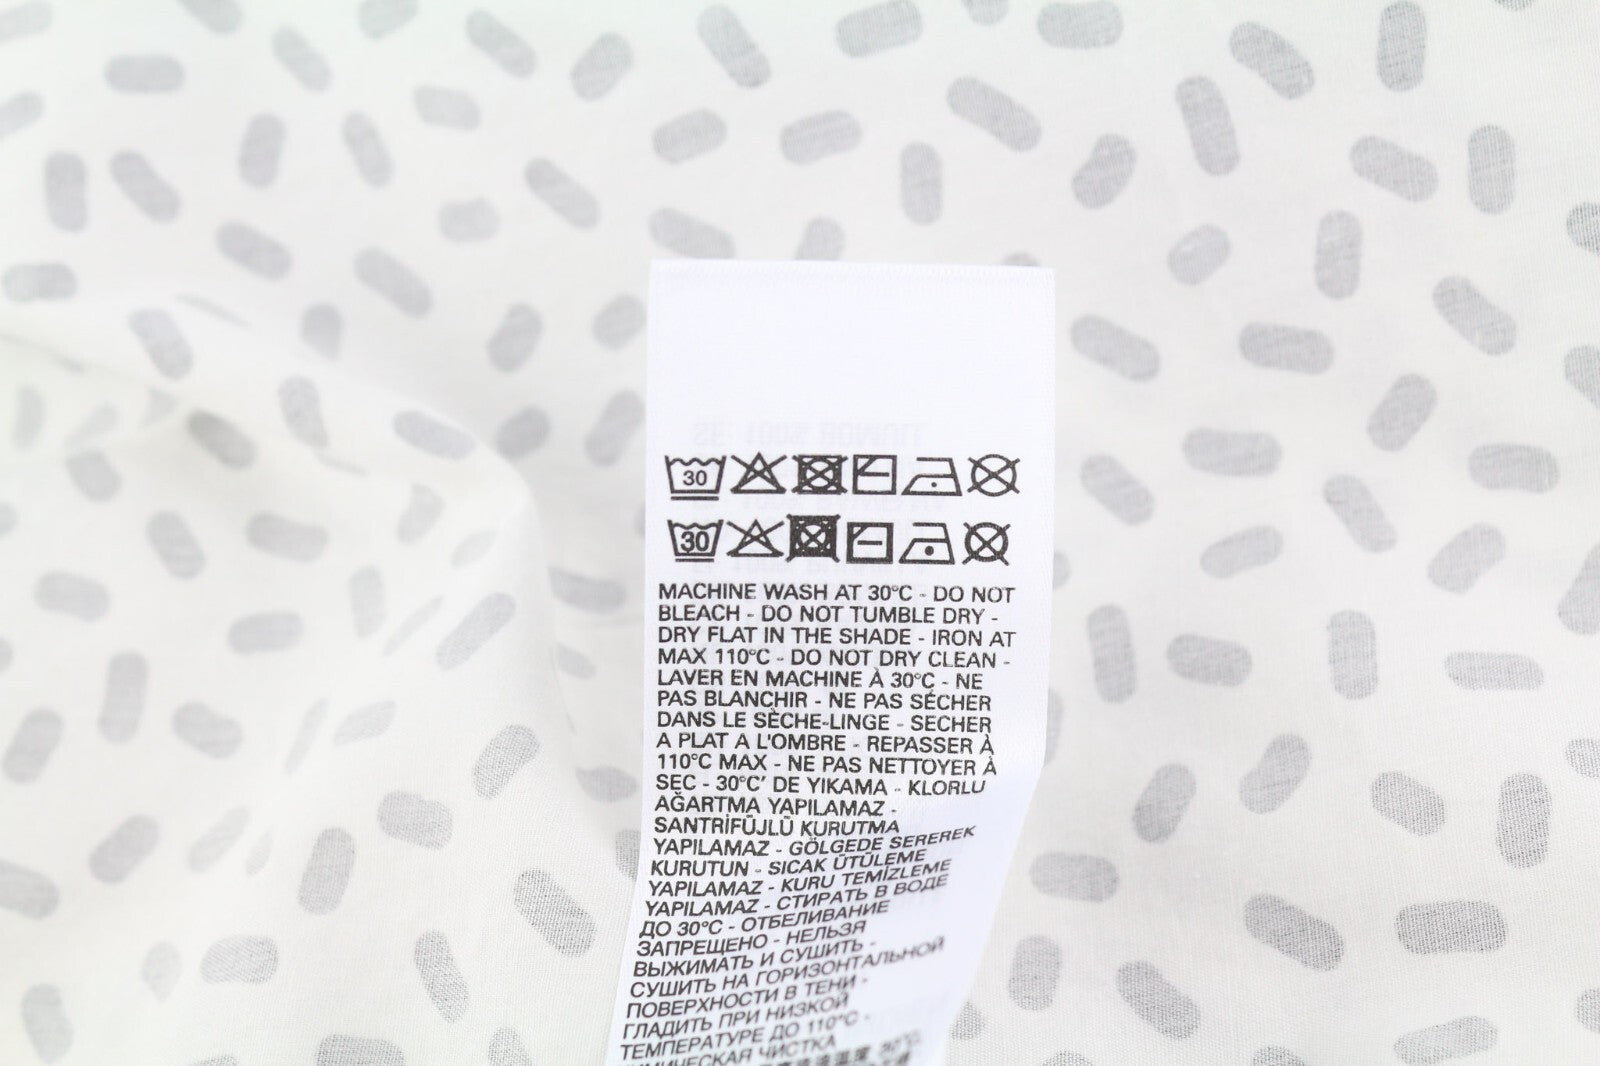 30
30
MACHINE WASH AT 30°C - DO NOT
BLEACH - DO NOT TUMBLE DRY -
DRY FLAT IN THE SHADE - IRON AT
MAX 110°C - DO NOT DRY CLEAN -
LAVER EN MACHINE À 30°C - NE
PAS BLANCHIR - NE PAS SÉCHER
DANS LE SÈCHE-LINGE - SECHER
A PLAT A L'OMBRE - REPASSER À
110°C MAX - NE PAS NETTOYER À
SEC - 30°C' DE YIKAMA - KLORLU
AĞARTMA YAPILAMAZ -
SANTRİFÜJLÜ KURUTMA
YAPILAMAZ - GÖLGEDE SEREREK
KURUTUN - SICAK ÜTÜLEME
YAPILAMAZ - KURU TEMİZLEME
YAPILAMAZ - СТИРАТЬ В ВОДЕ
ДО 30°C - ОТБЕЛИВАНИЕ
ЗАПРЕЩЕНО - НЕЛЬЗЯ
ВЫЖИМАТЬ И СУШИТЬ -
СУШИТЬ НА ГОРИЗОНТАЛЬНОЙ
ПОВЕРХНОСТИ В ТЕНИ -
ГЛАДИТЬ ПРИ НИЗКОЙ
ТЕМПЕРАТУРЕ ДО 110°C -
ЧИСТКА